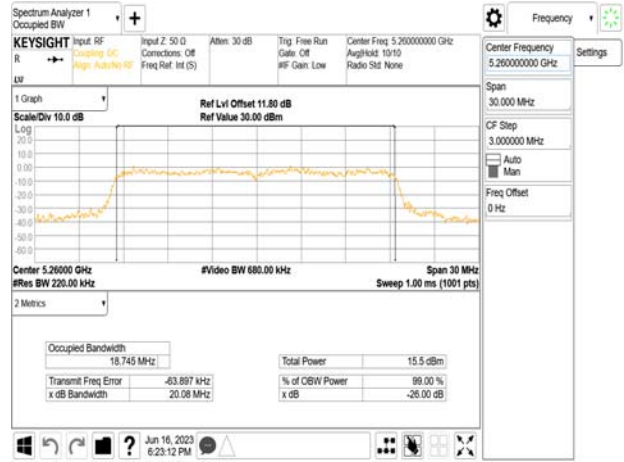 Spectrum Analyzer 1
Occupied BW
Frequency
KEYSIGHT
Input: RF
Coupling: DC
Align: Auto/No RF
Input Z: 50 Ω
Corrections: Off
Freq Ref: Int (S)
Atten: 30 dB
Trig: Free Run
Gate: Off
#IF Gain: Low
Center Freq: 5.260000000 GHz
Avg|Hold: 10/10
Radio Std: None
R
Center Frequency
5.260000000 GHz
Settings
Span
30.000 MHz
CF Step
3.000000 MHz
Auto
Man
Freq Offset
0 Hz
1 Graph
Scale/Div 10.0 dB
Ref Lvl Offset 11.80 dB
Ref Value 30.00 dBm
Log
20.0
10.0
0.00
-10.0
-20.0
-30.0
-40.0
-50.0
-60.0
Center 5.26000 GHz
#Res BW 220.00 kHz
#Video BW 680.00 kHz
Span 30 MHz
Sweep 1.00 ms (1001 pts)
2 Metrics
Occupied Bandwidth
18.745 MHz
Total Power 15.5 dBm
Transmit Freq Error -63.897 kHz
% of OBW Power 99.00 %
x dB Bandwidth 20.08 MHz
x dB -26.00 dB
?
Jun 16, 2023
6:23:12 PM